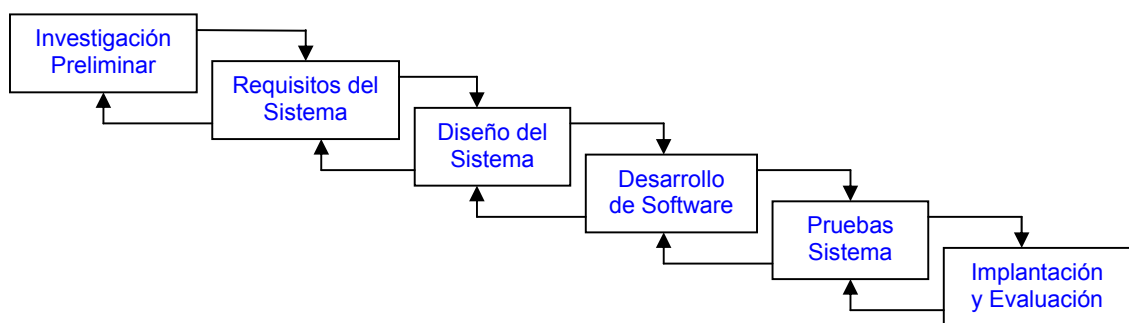 Investigación
Preliminar
Requisitos del
Sistema
Diseño del
Sistema
Desarrollo
de Software
Pruebas
Sistema
Implantación
y Evaluación